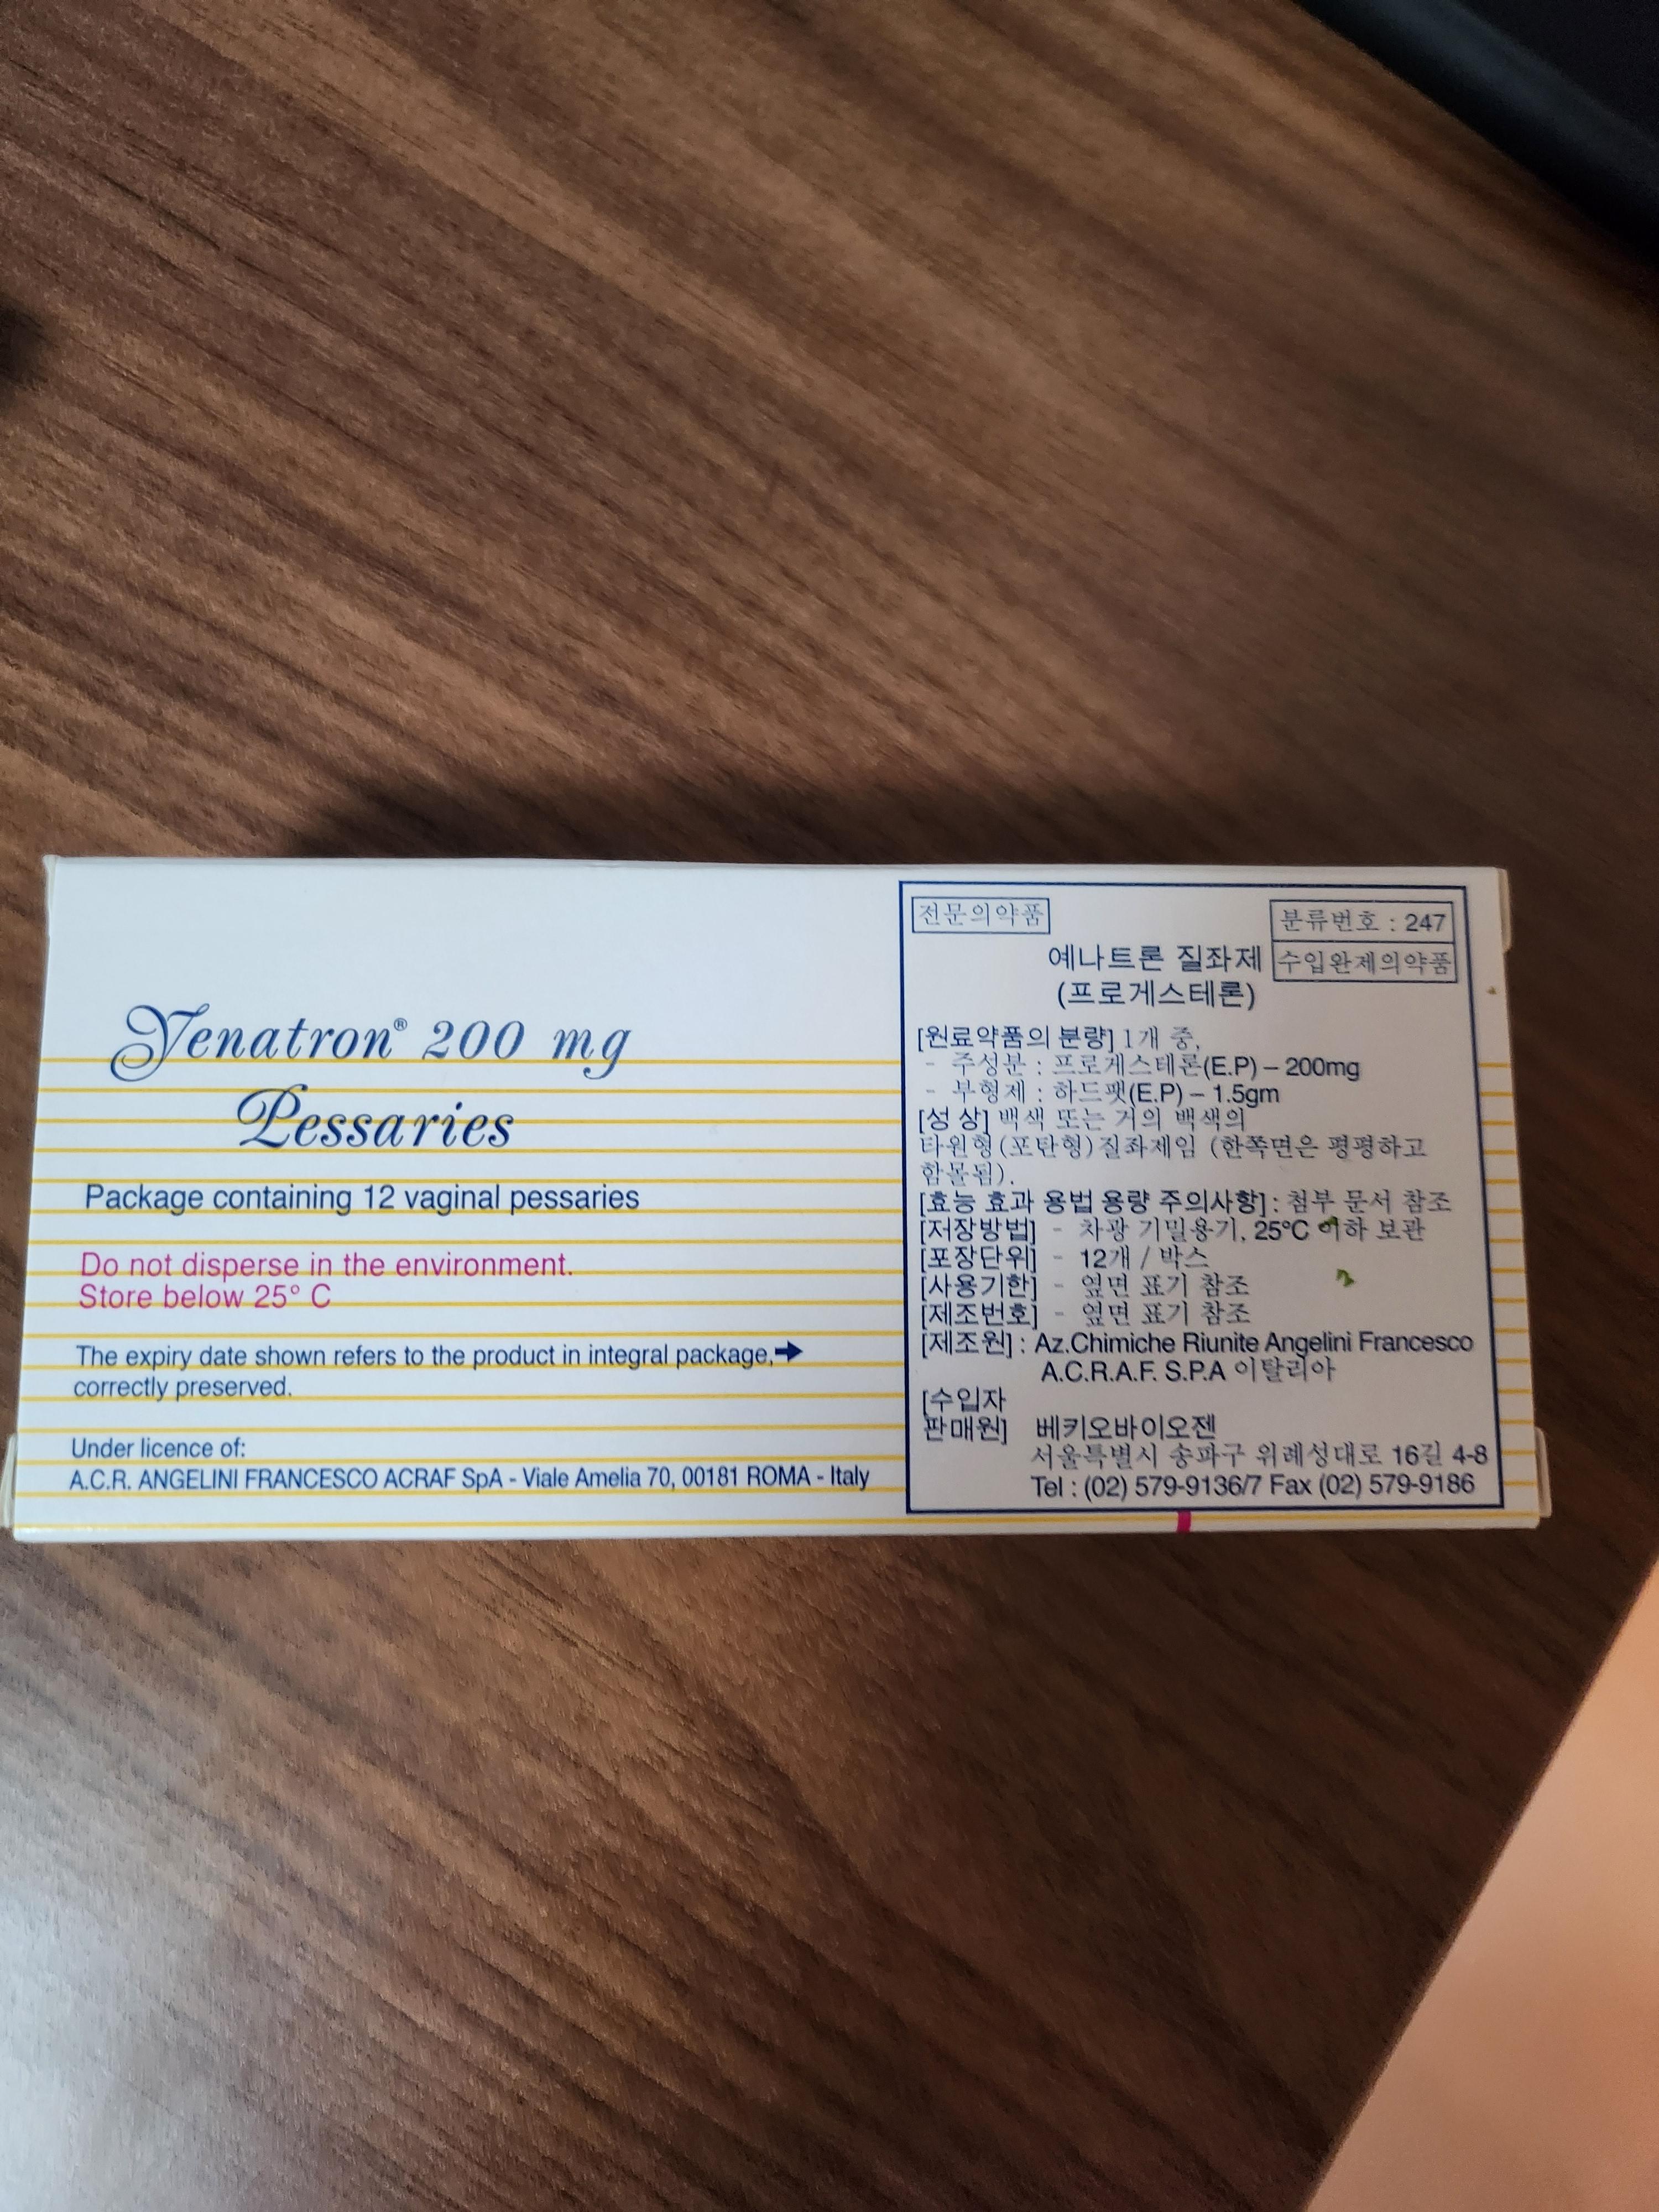 Yenatron® 200 mg
Pessaries
Package containing 12 vaginal pessaries
Do not disperse in the environment.
Store below 25° C
The expiry date shown refers to the product in integral package,➔
correctly preserved.
Under licence of:
A.C.R. ANGELINI FRANCESCO ACRAF SpA - Viale Amelia 70, 00181 ROMA - Italy
전문의약품
분류번호 : 247
수입완제의약품
예나트론 질좌제
(프로게스테론)
[원료약품의 분량] 1개 중,
- 주성분 : 프로게스테론(E.P) – 200mg
- 부형제 : 하드팻(E.P) – 1.5gm
[성 상] 백색 또는 거의 백색의
타원형(포탄형)질좌제임 (한쪽면은 평평하고
함몰됨).
[효능 효과 용법 용량 주의사항] : 첨부 문서 참조
[저장방법] - 차광 기밀용기, 25°C 이하 보관
[포장단위] - 12개 / 박스
[사용기한] - 옆면 표기 참조
[제조번호] - 옆면 표기 참조
[제조원] : Az.Chimiche Riunite Angelini Francesco
A.C.R.A.F. S.P.A 이탈리아
[수입자
판매원] 베키오바이오젠
서울특별시 송파구 위례성대로 16길 4-8
Tel : (02) 579-9136/7 Fax (02) 579-9186